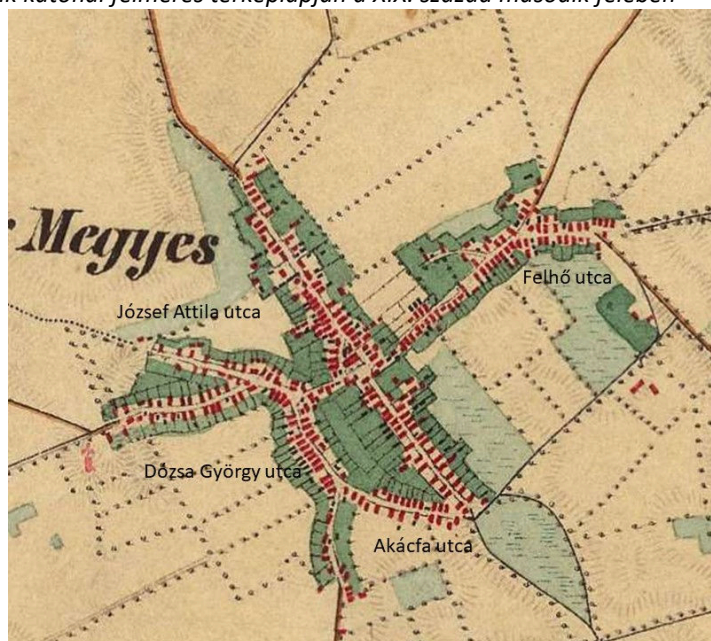 katonai felmérés térképlapján a XIX. század második felében
Megyes
Felhő utca
József Attila utca
Dózsa György utca
Akácfa utca